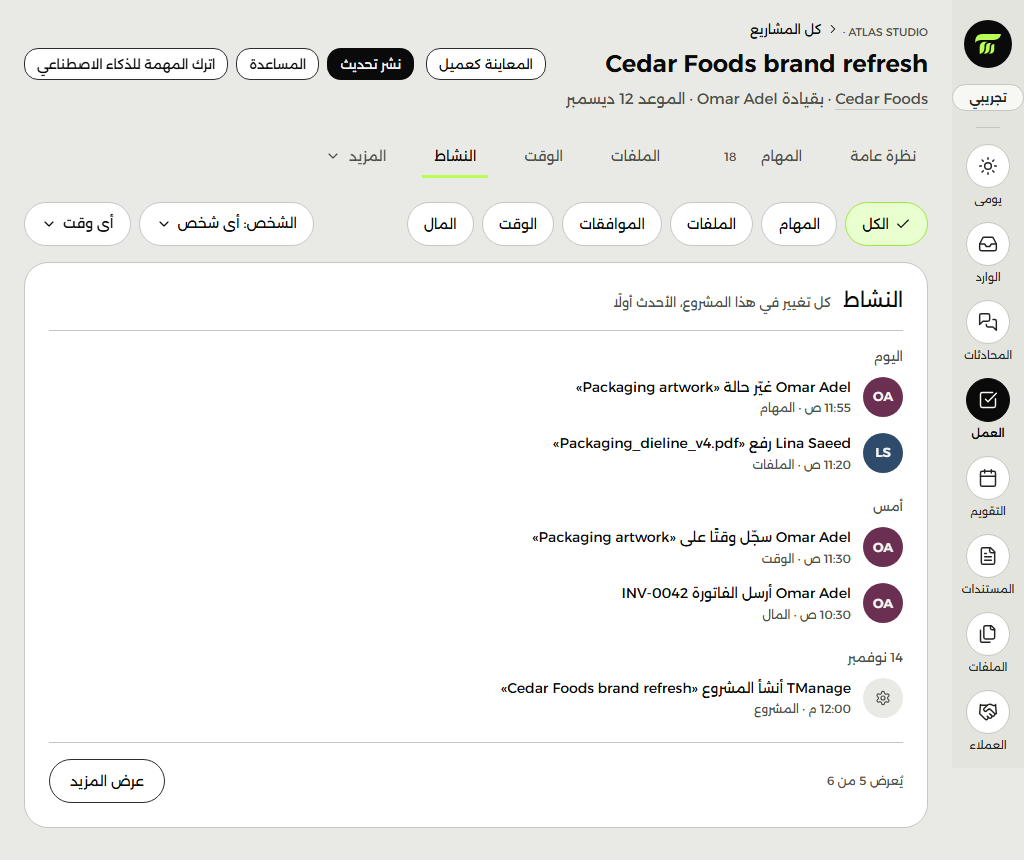 ATLAS STUDIO · › كل المشاريع
Cedar Foods brand refresh
Cedar Foods · بقيادة Omar Adel · الموعد 12 ديسمبر
المعاينة كعميل
نشر تحديث
المساعدة
اترك المهمة للذكاء الاصطناعي
نظرة عامة
المهام 18
الملفات
الوقت
النشاط
المزيد
الكل
المهام
الملفات
الموافقات
الوقت
المال
الشخص: أي شخص
أي وقت
النشاط كل تغيير في هذا المشروع، الأحدث أولًا
اليوم
OA
Omar Adel غيّر حالة «Packaging artwork»
11:55 ص · المهام
LS
Lina Saeed رفع «Packaging_dieline_v4.pdf»
11:20 ص · الملفات
أمس
OA
Omar Adel سجّل وقتًا على «Packaging artwork»
11:30 ص · الوقت
OA
Omar Adel أرسل الفاتورة INV-0042
10:30 ص · المال
14 نوفمبر
TManage أنشأ المشروع «Cedar Foods brand refresh»
12:00 م · المشروع
يُعرض 5 من 6
عرض المزيد
تجريبي
يومي
الوارد
المحادثات
العمل
التقويم
المستندات
الملفات
العملاء